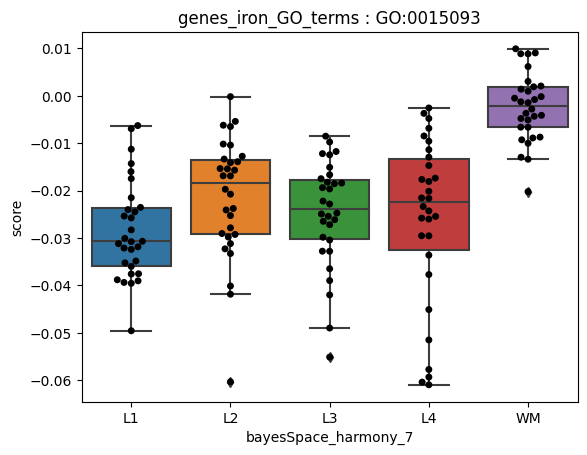 genes_iron_GO_terms : GO:0015093
0.01
0.00
−0.01
−0.02
−0.03
−0.04
−0.05
−0.06
score
L1 L2 L3 L4 WM
bayesSpace_harmony_7